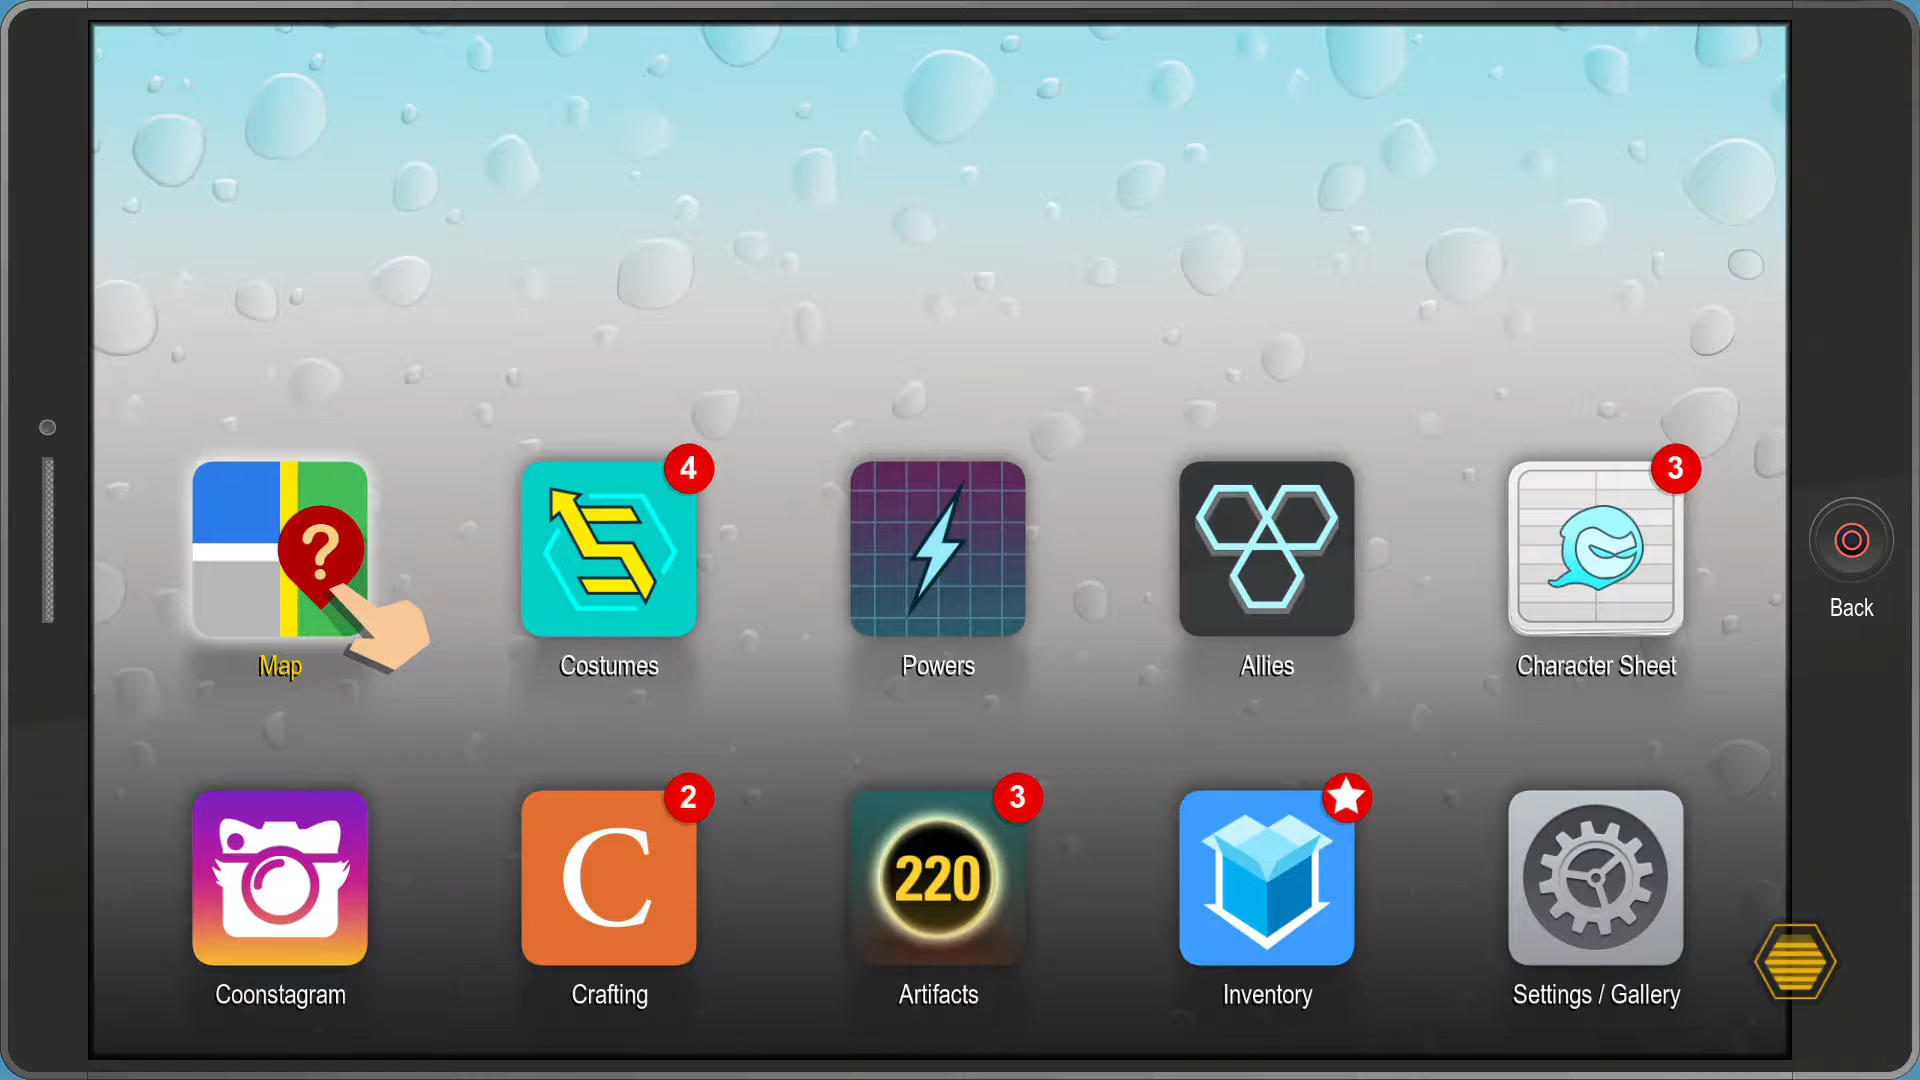 4
3
?
Map
Costumes
Powers
Allies
Character Sheet
Back
2
3
C
220
Coonstagram
Crafting
Artifacts
Inventory
Settings / Gallery